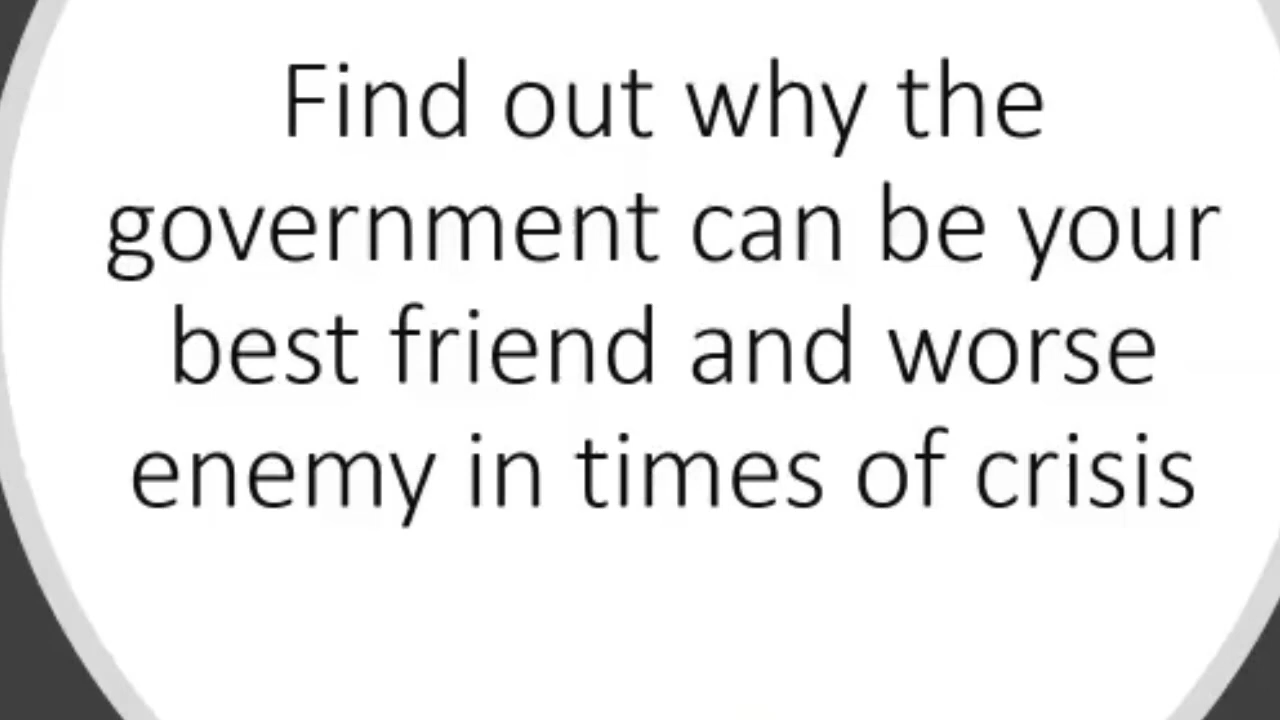 Find out why the
government can be your
best friend and worse
enemy in times of crisis